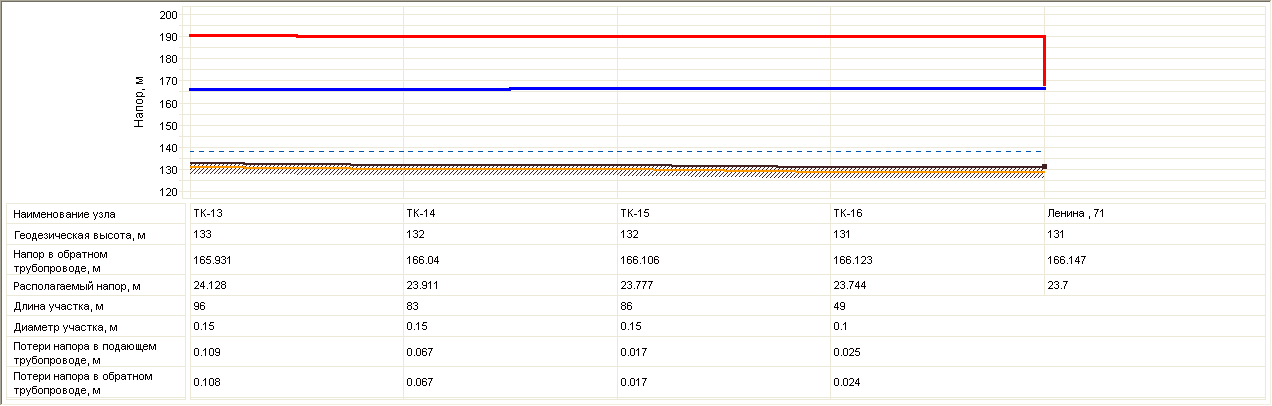 200
190
180
170
160
150
140
130
120
Напор, м
Наименование узла ТК-13 ТК-14 ТК-15 ТК-16 Ленина , 71
Геодезическая высота, м 133 132 132 131 131
Напор в обратном
трубопроводе, м 165.931 166.04 166.106 166.123 166.147
Располагаемый напор, м 24.128 23.911 23.777 23.744 23.7
Длина участка, м 96 83 86 49
Диаметр участка, м 0.15 0.15 0.15 0.1
Потери напора в подающем
трубопроводе, м 0.109 0.067 0.017 0.025
Потери напора в обратном
трубопроводе, м 0.108 0.067 0.017 0.024